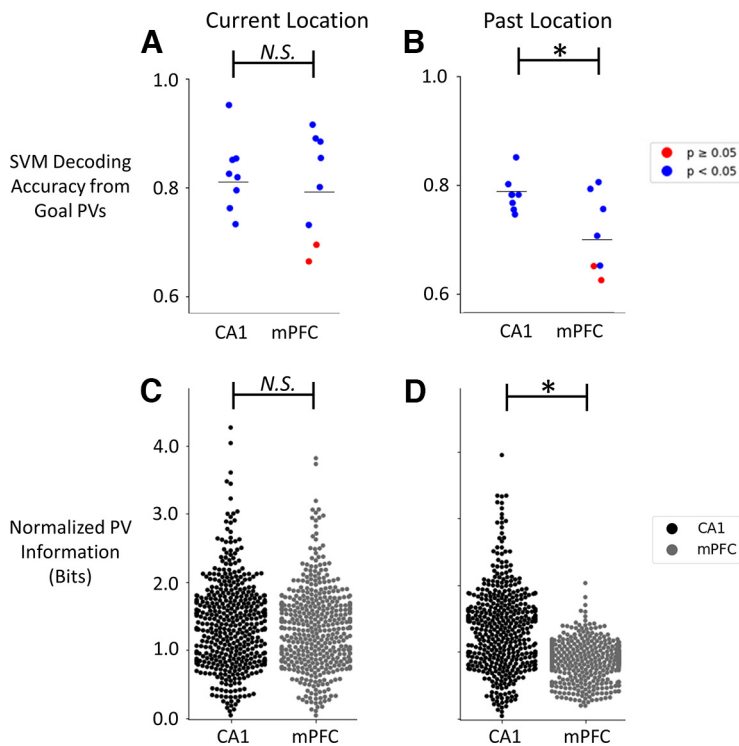 Current Location
Past Location
A
N.S.
B
*
SVM Decoding
Accuracy from
Goal PVs
1.0
0.8
0.6
CA1
mPFC
1.0
0.8
0.6
CA1
mPFC
p ≥ 0.05
p < 0.05
C
N.S.
D
*
Normalized PV
Information
(Bits)
4.0
3.0
2.0
1.0
0.0
CA1
mPFC
CA1
mPFC
CA1
mPFC